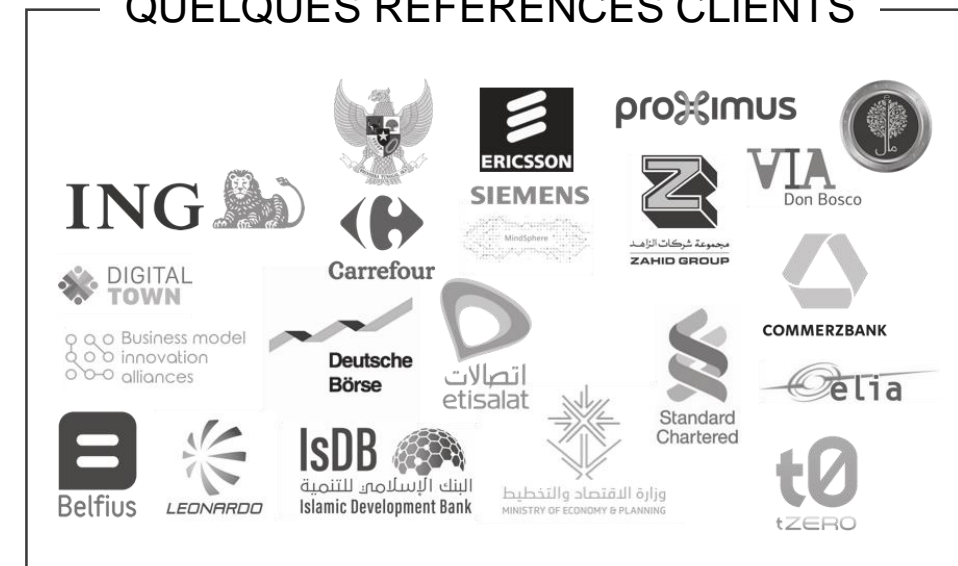 QUELQUES RÉFÉRENCES CLIENTS
ING
ERICSSON
SIEMENS
MindSphere
proximus
مال
VIA
Don Bosco
مجموعة شركات الزاهد
ZAHID GROUP
Carrefour
DIGITAL
TOWN
Business model
innovation
alliances
Deutsche
Börse
اتصالات
etisalat
COMMERZBANK
Standard
Chartered
elia
Belfius
LEONARDO
IsDB
البنك الإسلامي للتنمية
Islamic Development Bank
وزارة الاقتصاد والتخطيط
MINISTRY OF ECONOMY & PLANNING
t0
tZERO